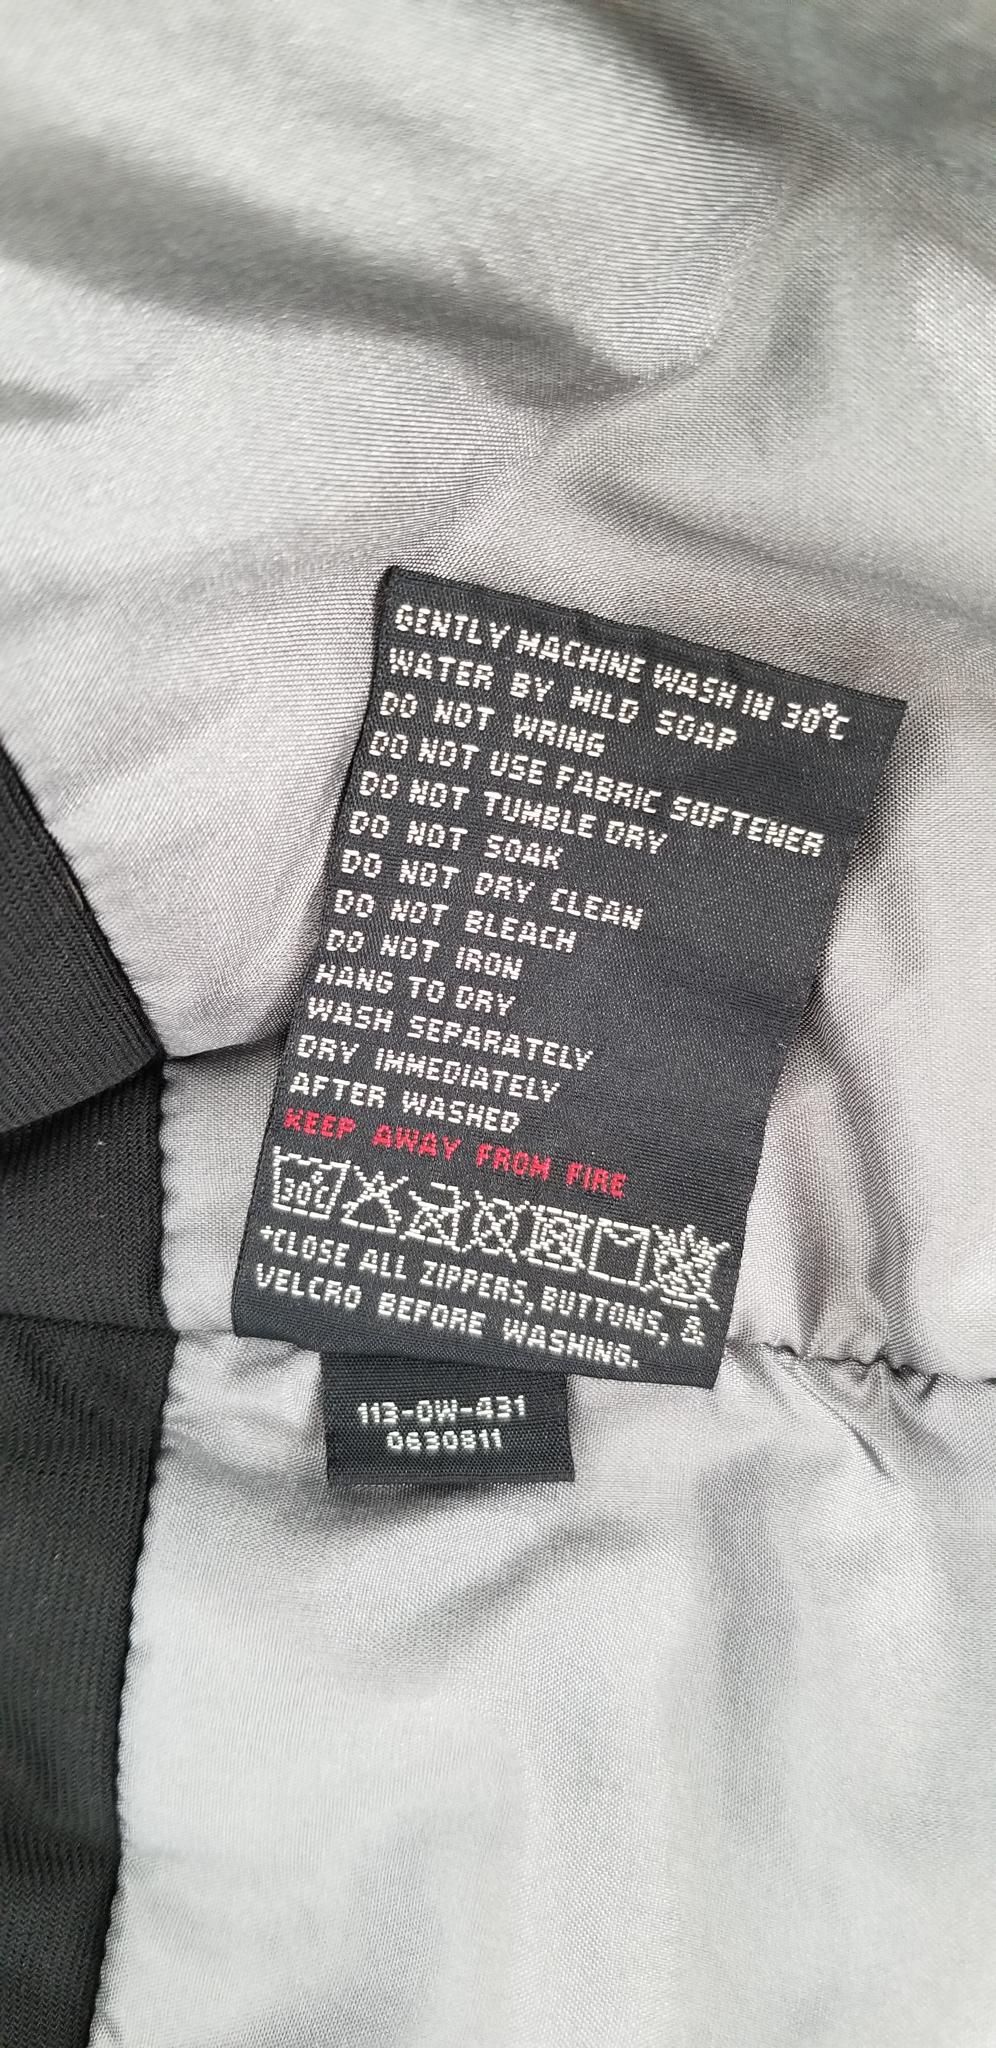 GENTLY MACHINE WASH IN 30°C
WATER BY MILD SOAP
DO NOT WRING
DO NOT USE FABRIC SOFTENER
DO NOT TUMBLE DRY
DO NOT SOAK
DO NOT DRY CLEAN
DO NOT BLEACH
DO NOT IRON
HANG TO DRY
WASH SEPARATELY
DRY IMMEDIATELY
AFTER WASHED
KEEP AWAY FROM FIRE
30℃
*CLOSE ALL ZIPPERS, BUTTONS, &
VELCRO BEFORE WASHING.
113-OW-431
0630811